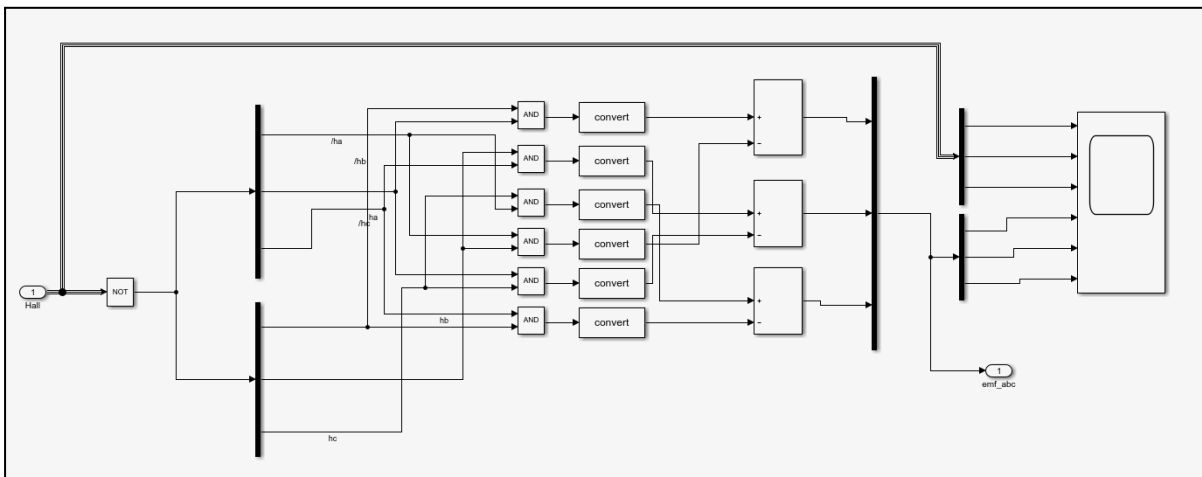 AND
convert
+
−
/ha
AND
convert
/hb
AND
convert
+
−
ha
/hc
AND
convert
AND
convert
1
Hall
NOT
+
−
AND
convert
hb
1
emf_abc
hc